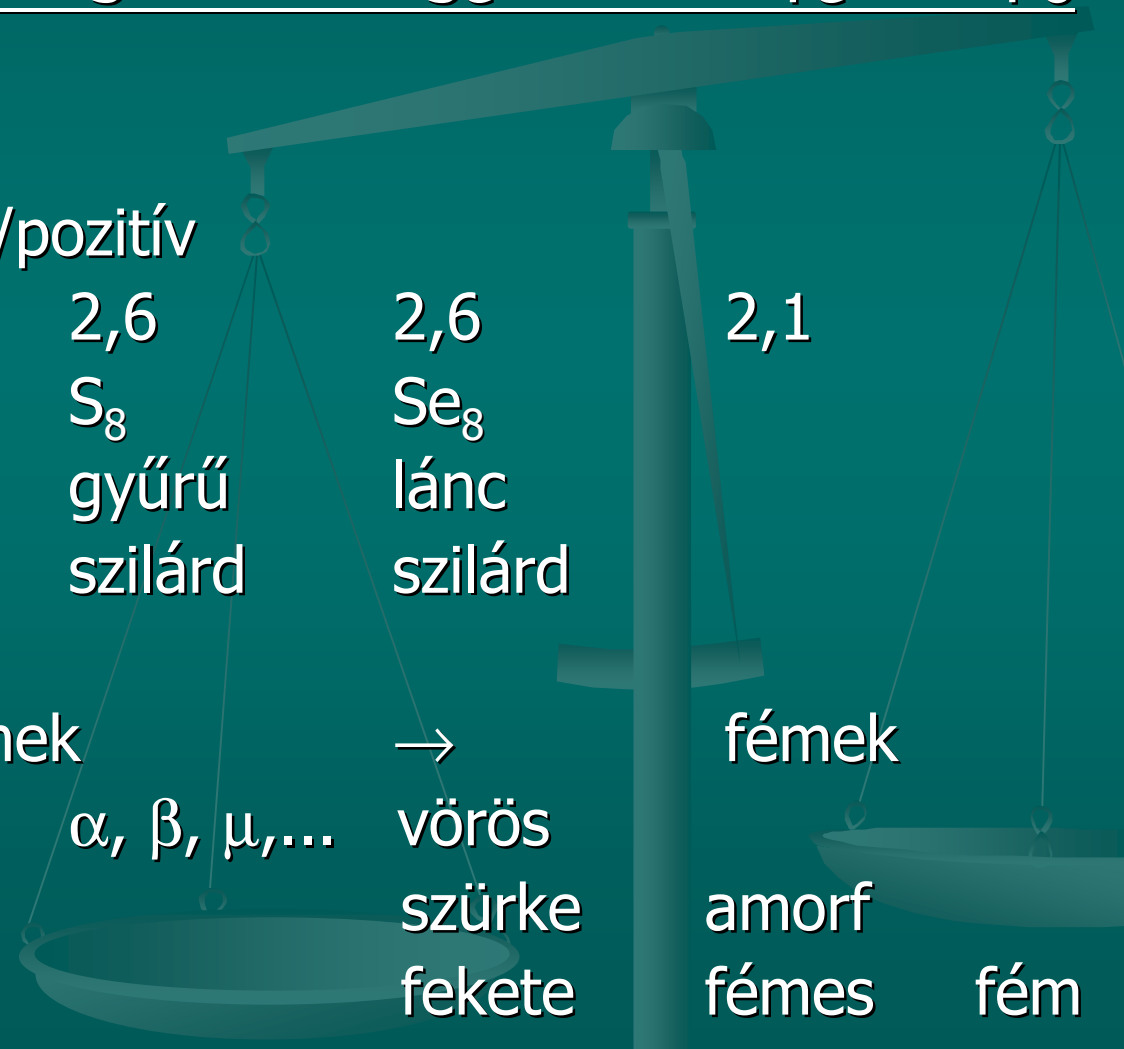 /pozitív
2,6 2,6 2,1
S₈ Se₈
gyűrű lánc
szilárd szilárd
→ fémek
α, β, μ,... vörös
szürke amorf
fekete fémes fém